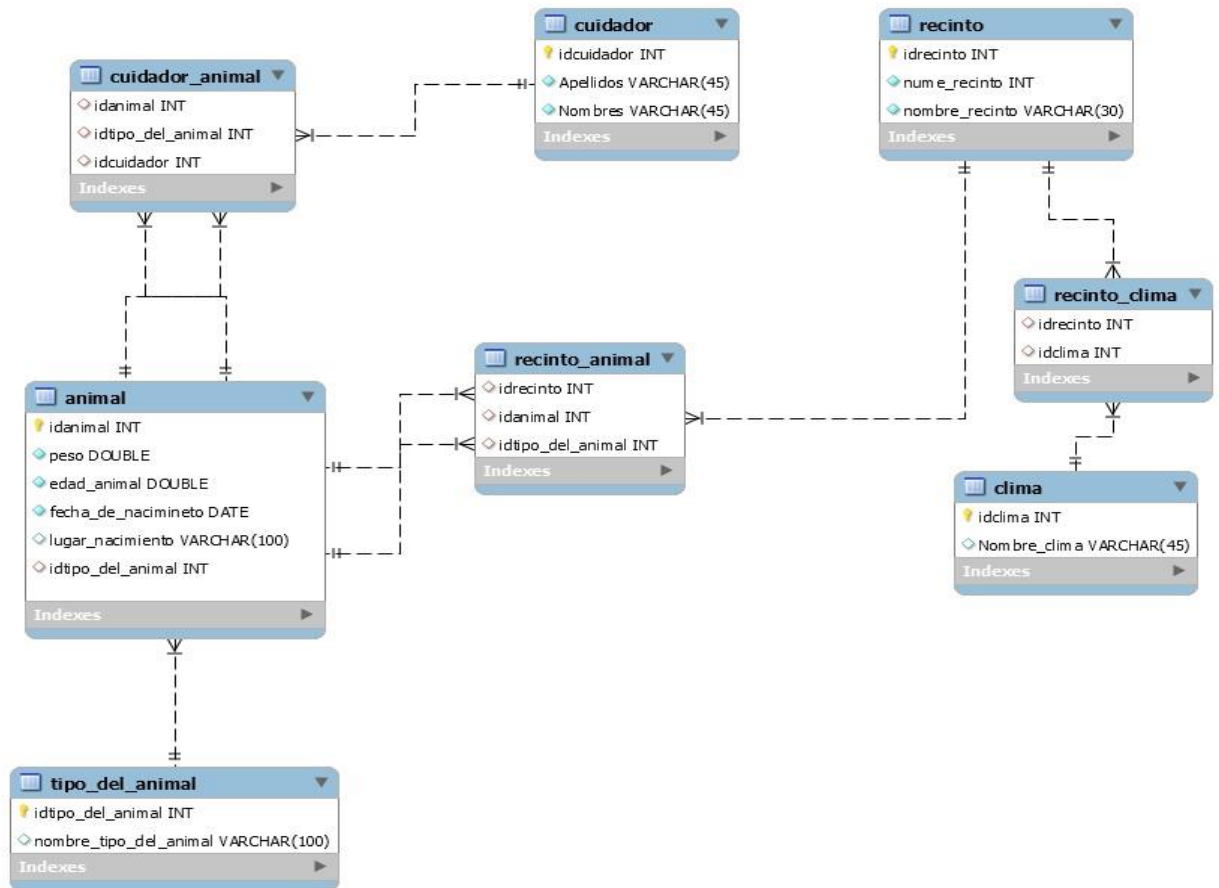 cuidador
idcuidador INT
Apellidos VARCHAR(45)
Nombres VARCHAR(45)
Indexes
recinto
idrecinto INT
nume_recinto INT
nombre_recinto VARCHAR(30)
Indexes
cuidador_animal
idanimal INT
idtipo_del_animal INT
idcuidador INT
Indexes
recinto_clima
idrecinto INT
idclima INT
Indexes
recinto_animal
idrecinto INT
idanimal INT
idtipo_del_animal INT
Indexes
animal
idanimal INT
peso DOUBLE
edad_animal DOUBLE
fecha_de_nacimineto DATE
lugar_nacimiento VARCHAR(100)
idtipo_del_animal INT
Indexes
clima
idclima INT
Nombre_clima VARCHAR(45)
Indexes
tipo_del_animal
idtipo_del_animal INT
nombre_tipo_del_animal VARCHAR(100)
Indexes